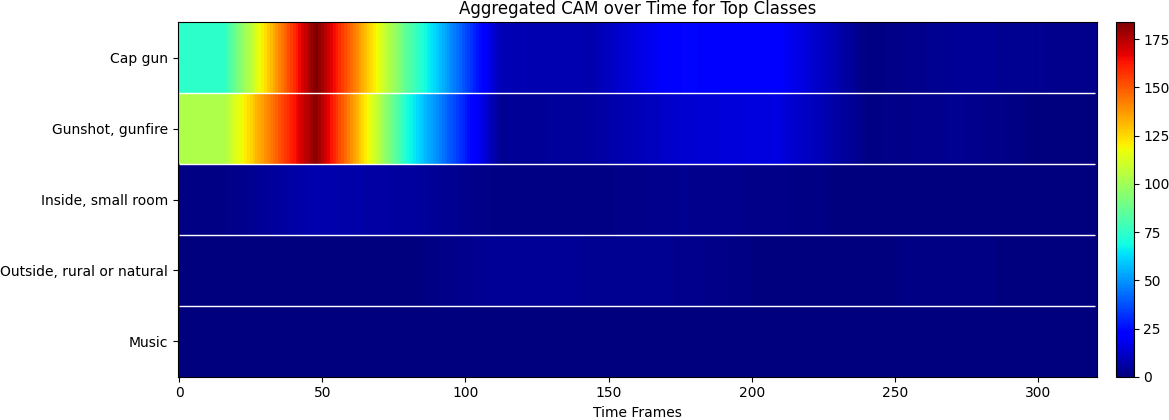 Aggregated CAM over Time for Top Classes
Cap gun
Gunshot, gunfire
Inside, small room
Outside, rural or natural
Music
0 50 100 150 200 250 300
Time Frames
175
150
125
100
75
50
25
0